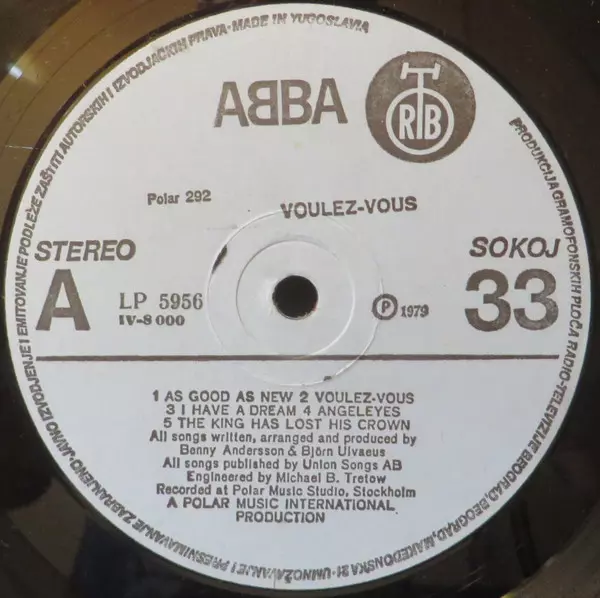 PRODUKCIJA GRAMOFONSKIH PLOČA RADIO-TELEVIZIJE BEOGRAD, BEOGRAD, MAKEDONSKA 21 · UMNOŽAVANJE I PRESNIMAVANJE ZABRANJENO · JAVNO IZVODJENJE I EMITOVANJE PODLEŽE ZAŠTITI AUTORSKIH I IZVODJAČKIH PRAVA · MADE IN YUGOSLAVIA
ABBA
RTB
Polar 292
VOULEZ-VOUS
STEREO
SOKOJ
A
LP 5956
IV-8 000
Ⓟ 1979
33
1 AS GOOD AS NEW 2 VOULEZ-VOUS
3 I HAVE A DREAM 4 ANGELEYES
5 THE KING HAS LOST HIS CROWN
All songs written, arranged and produced by
Benny Andersson & Björn Ulvaeus
All songs published by Union Songs AB
Engineered by Michael B. Tretow
Recorded at Polar Music Studio, Stockholm
A POLAR MUSIC INTERNATIONAL
PRODUCTION